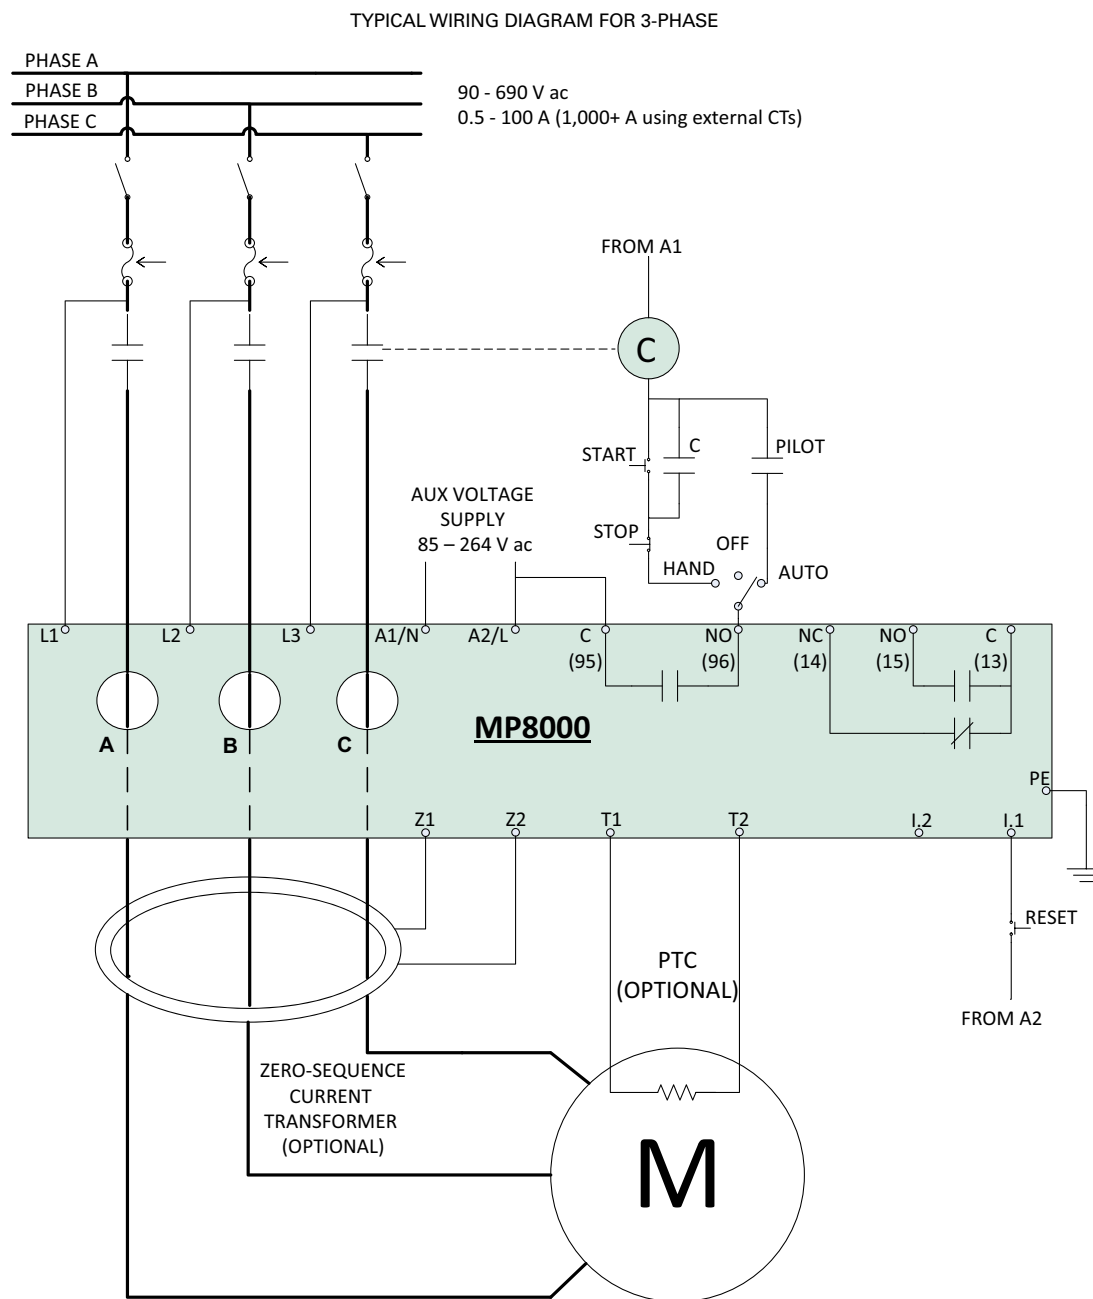 TYPICAL WIRING DIAGRAM FOR 3-PHASE
PHASE A
PHASE B
PHASE C
90 - 690 V ac
0.5 - 100 A (1,000+ A using external CTs)
FROM A1
C
START
C
PILOT
STOP
OFF
HAND
AUTO
AUX VOLTAGE
SUPPLY
85 – 264 V ac
L1
L2
L3
A1/N
A2/L
C
(95)
NO
(96)
NC
(14)
NO
(15)
C
(13)
A
B
C
MP8000
PE
Z1
Z2
T1
T2
I.2
I.1
RESET
FROM A2
PTC
(OPTIONAL)
ZERO-SEQUENCE
CURRENT
TRANSFORMER
(OPTIONAL)
M